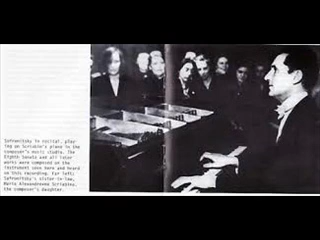 Sofronitsky in recital, play-
ing on Scriabin's piano in the
composer's music studio. The
Eighth Sonata and all later
works were composed on the
instrument seen here and heard
on this recording. Far left:
Sofronitsky's sister-in-law,
Maria Alexandrovna Scriabina,
the composer's daughter.